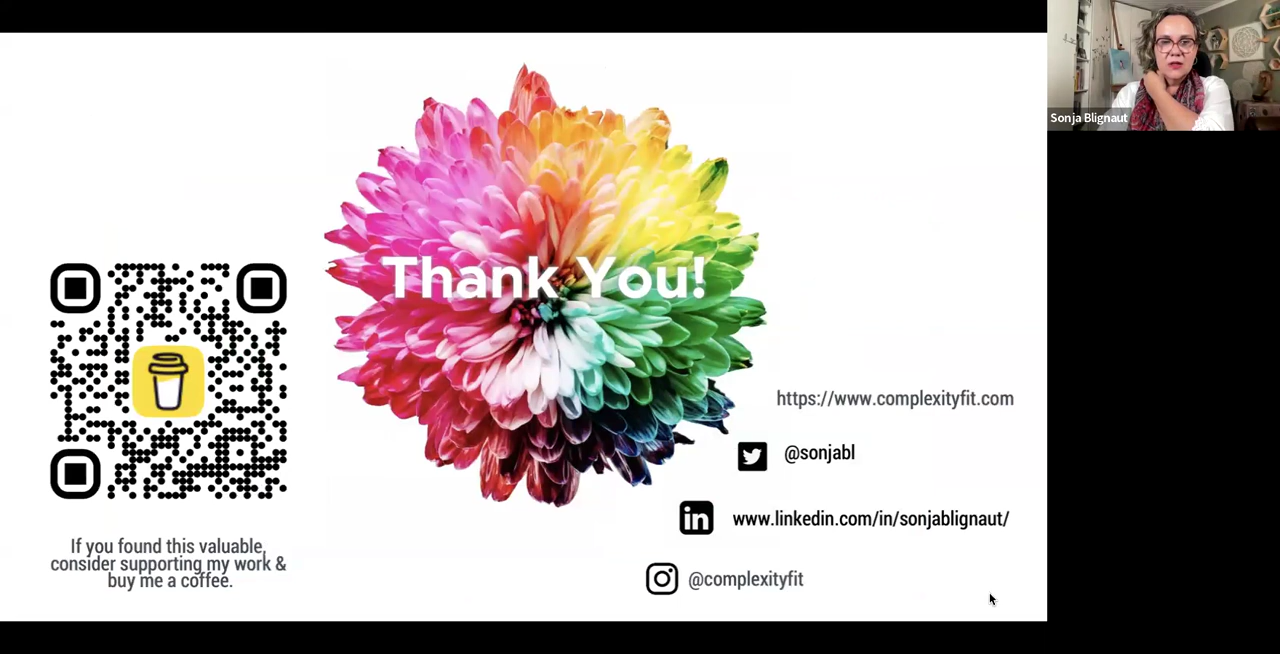 Sonja Blignaut
Thank You!
https://www.complexityfit.com
@sonjabl
in
www.linkedin.com/in/sonjablignaut/
@complexityfit
If you found this valuable,
consider supporting my work &
buy me a coffee.